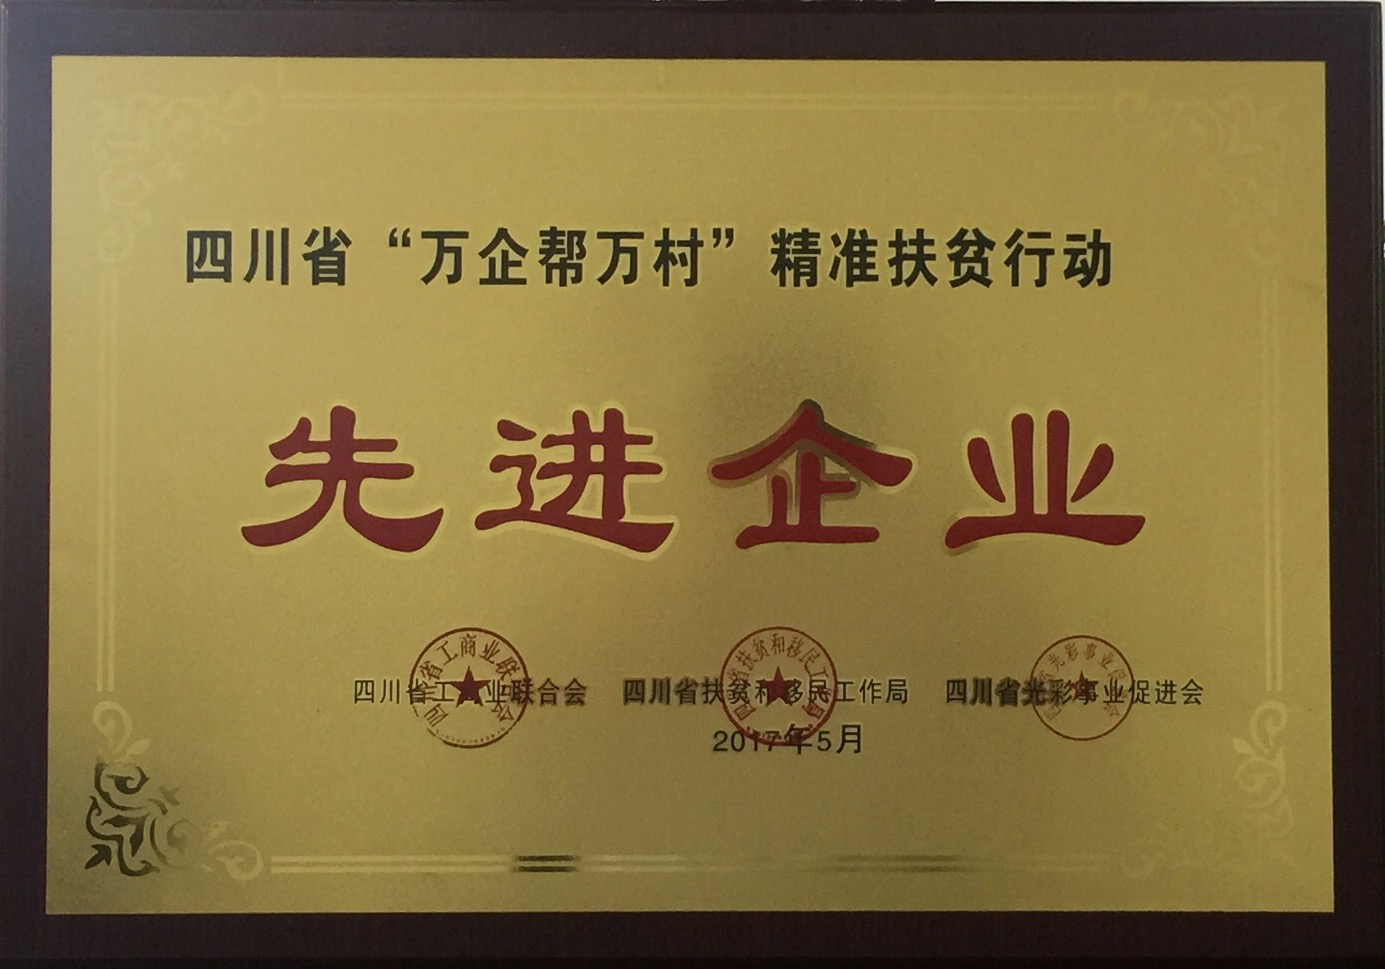 四川省“万企帮万村”精准扶贫行动
先进企业
四川省工商业联合会 四川省扶贫和移民工作局 四川省光彩事业促进会
2017年5月